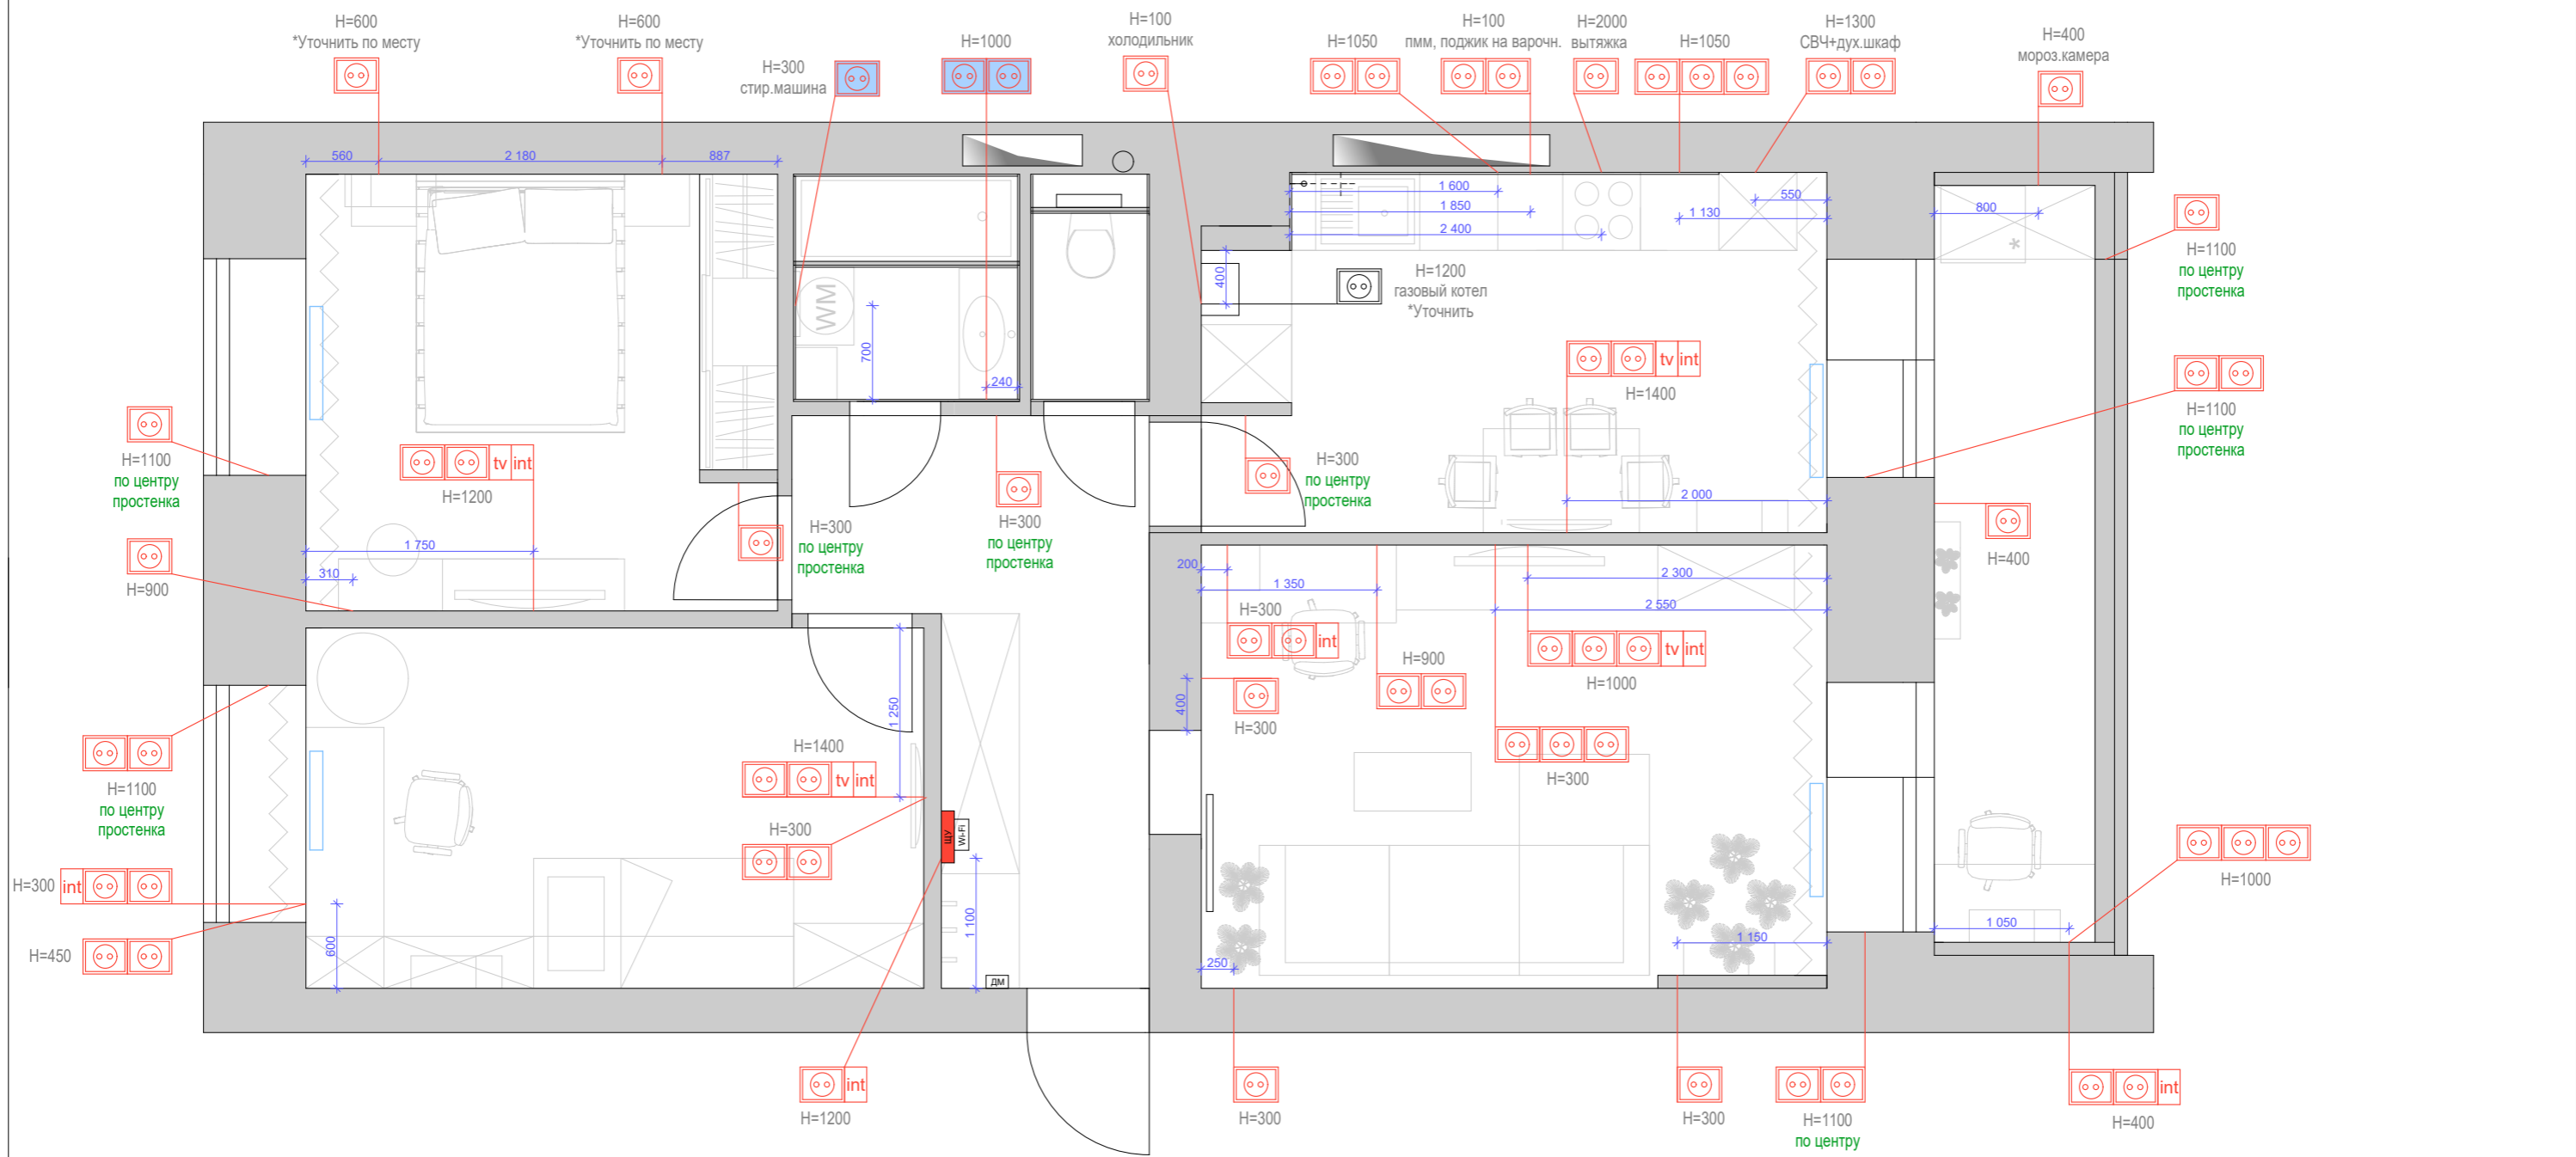 H=600
*Уточнить по месту
H=600
*Уточнить по месту
H=300
стир.машина
H=1000
H=100
холодильник
H=1050
H=100
пмм, поджик на варочн.
H=2000
вытяжка
H=1050
H=1300
СВЧ+дух.шкаф
H=400
мороз.камера
560
2 180
887
1 600
1 850
2 400
550
1 130
800
400
H=1200
газовый котел
*Уточнить
H=1100
по центру
простенка
WM
700
240
tv int
H=1400
H=1100
по центру
простенка
H=1100
по центру
простенка
tv int
H=1200
H=300
по центру
простенка
H=300
по центру
простенка
H=300
по центру
простенка
2 000
H=400
1 750
310
H=900
200
1 350
2 300
2 550
H=300
int
H=900
tv int
H=1000
400
H=300
1 250
H=1400
tv int
H=300
H=300
H=1100
по центру
простенка
ЩУ
Wi-Fi
H=300 int
H=450
600
1 100
ДМ
250
1 150
1 050
H=1000
int
H=1200
H=300
H=300
H=1100
по центру
int
H=400